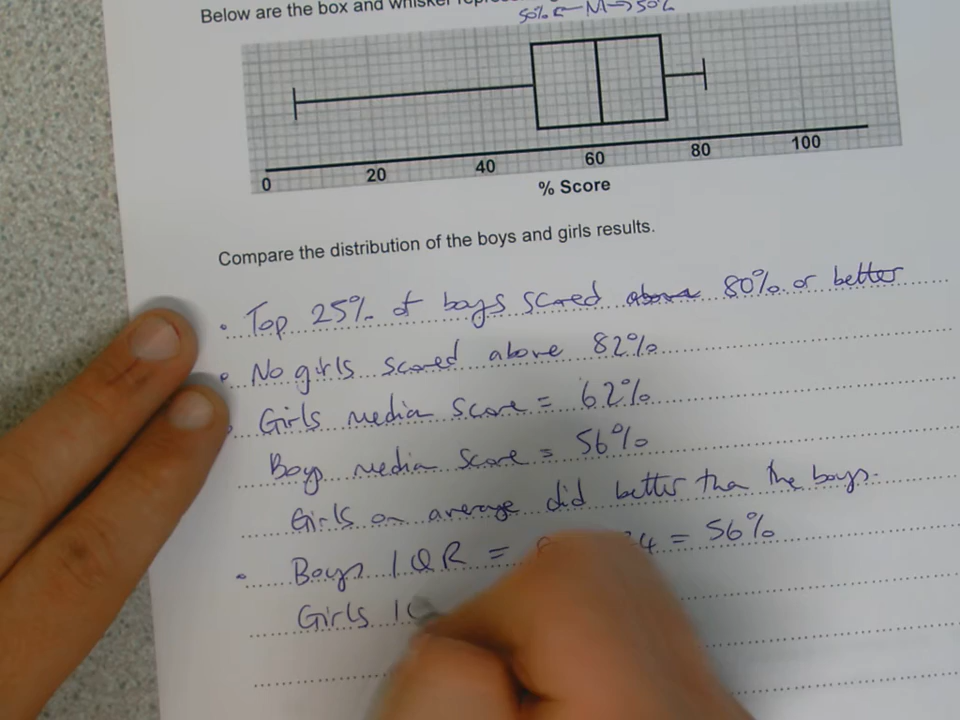 Below are the box and whisker
50% ← M → 50%
0 20 40 60 80 100
% Score
Compare the distribution of the boys and girls results.
• Top 25% of boys scored above 80% or better
• No girls scored above 82%
Girls media score = 62%
Boys media score = 56%
Girls on average did better than the boys.
• Boys IQR = 4 = 56%
Girls